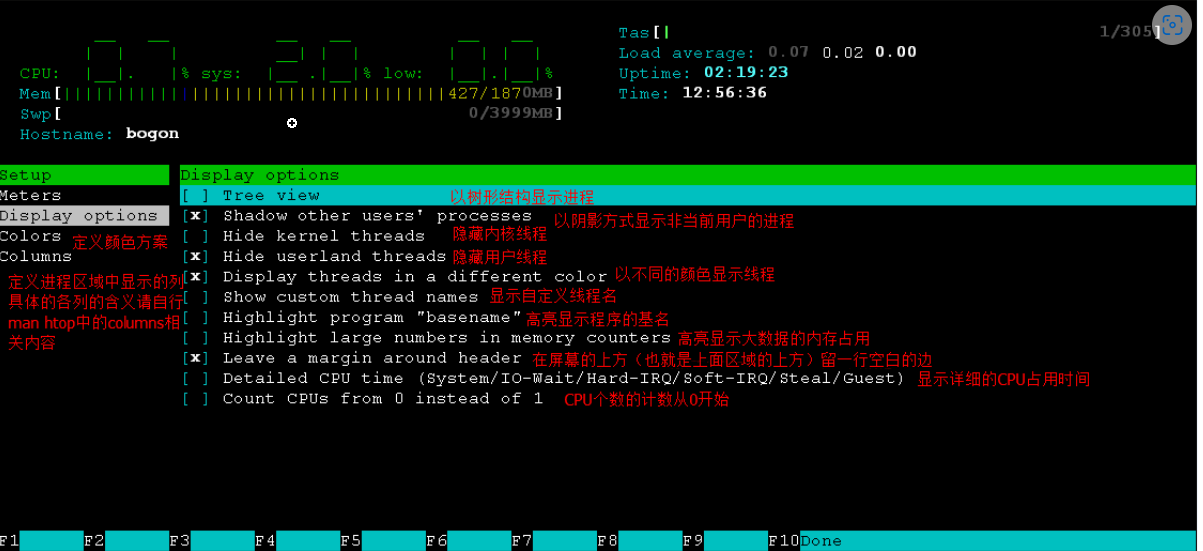 Tas[| 1/305]
Load average: 0.07 0.02 0.00
CPU: 0.7% sys: 2.0% low: 0.0%
Uptime: 02:19:23
Mem[||||||||||||||||||||||||||||||||||||427/1870MB]
Time: 12:56:36
Swp[ 0/3999MB]
Hostname: bogon
Setup
Display options
Meters
[ ] Tree view 以树形结构显示进程
Display options
[x] Shadow other users' processes 以阴影方式显示非当前用户的进程
Colors 定义颜色方案
[ ] Hide kernel threads 隐藏内核线程
Columns
[x] Hide userland threads 隐藏用户线程
定义进程区域中显示的列
[x] Display threads in a different color 以不同的颜色显示线程
具体的各列的含义请自行
[ ] Show custom thread names 显示自定义线程名
man htop中的columns相
[ ] Highlight program "basename" 高亮显示程序的基名
关内容
[ ] Highlight large numbers in memory counters 高亮显示大数据的内存占用
[x] Leave a margin around header 在屏幕的上方（也就是上面区域的上方）留一行空白的边
[ ] Detailed CPU time (System/IO-Wait/Hard-IRQ/Soft-IRQ/Steal/Guest) 显示详细的CPU占用时间
[ ] Count CPUs from 0 instead of 1 CPU个数的计数从0开始
F1 F2 F3 F4 F5 F6 F7 F8 F9 F10Done